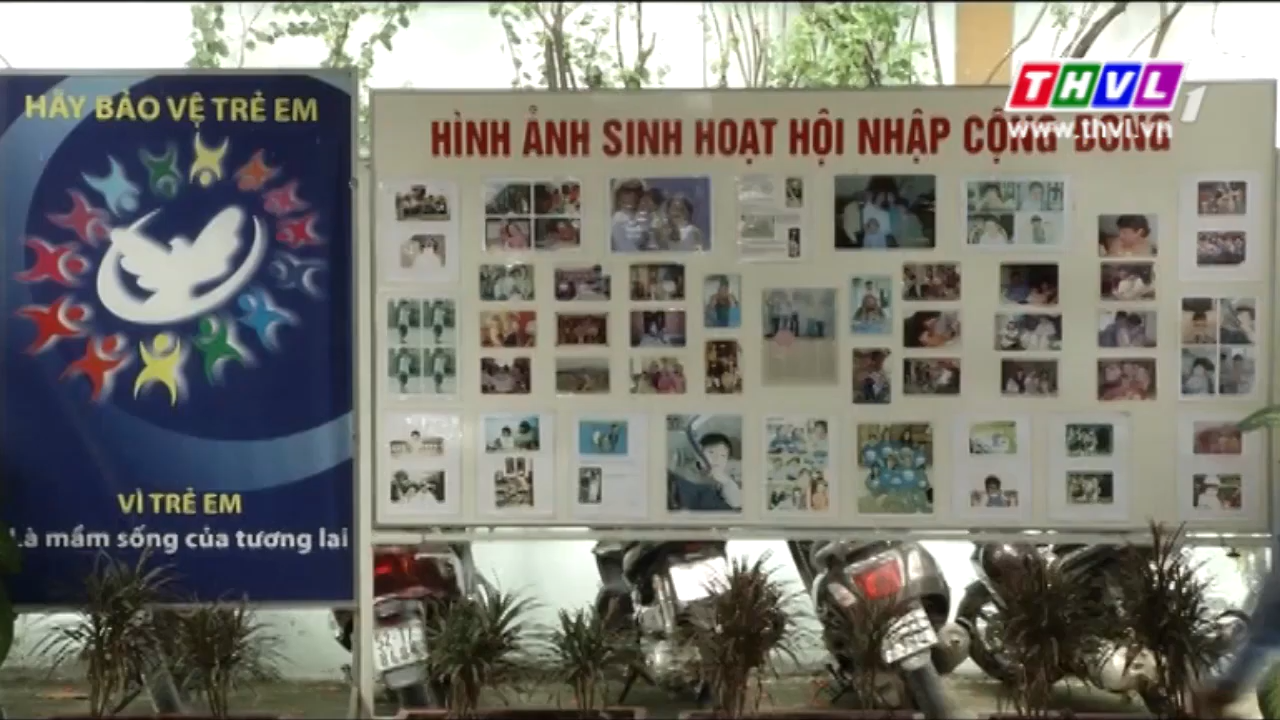 HÃY BẢO VỆ TRẺ EM
VÌ TRẺ EM
Là mầm sống của tương lai
HÌNH ẢNH SINH HOẠT HỘI NHẬP CỘNG ĐỒNG
THVL1
www.thvl.vn